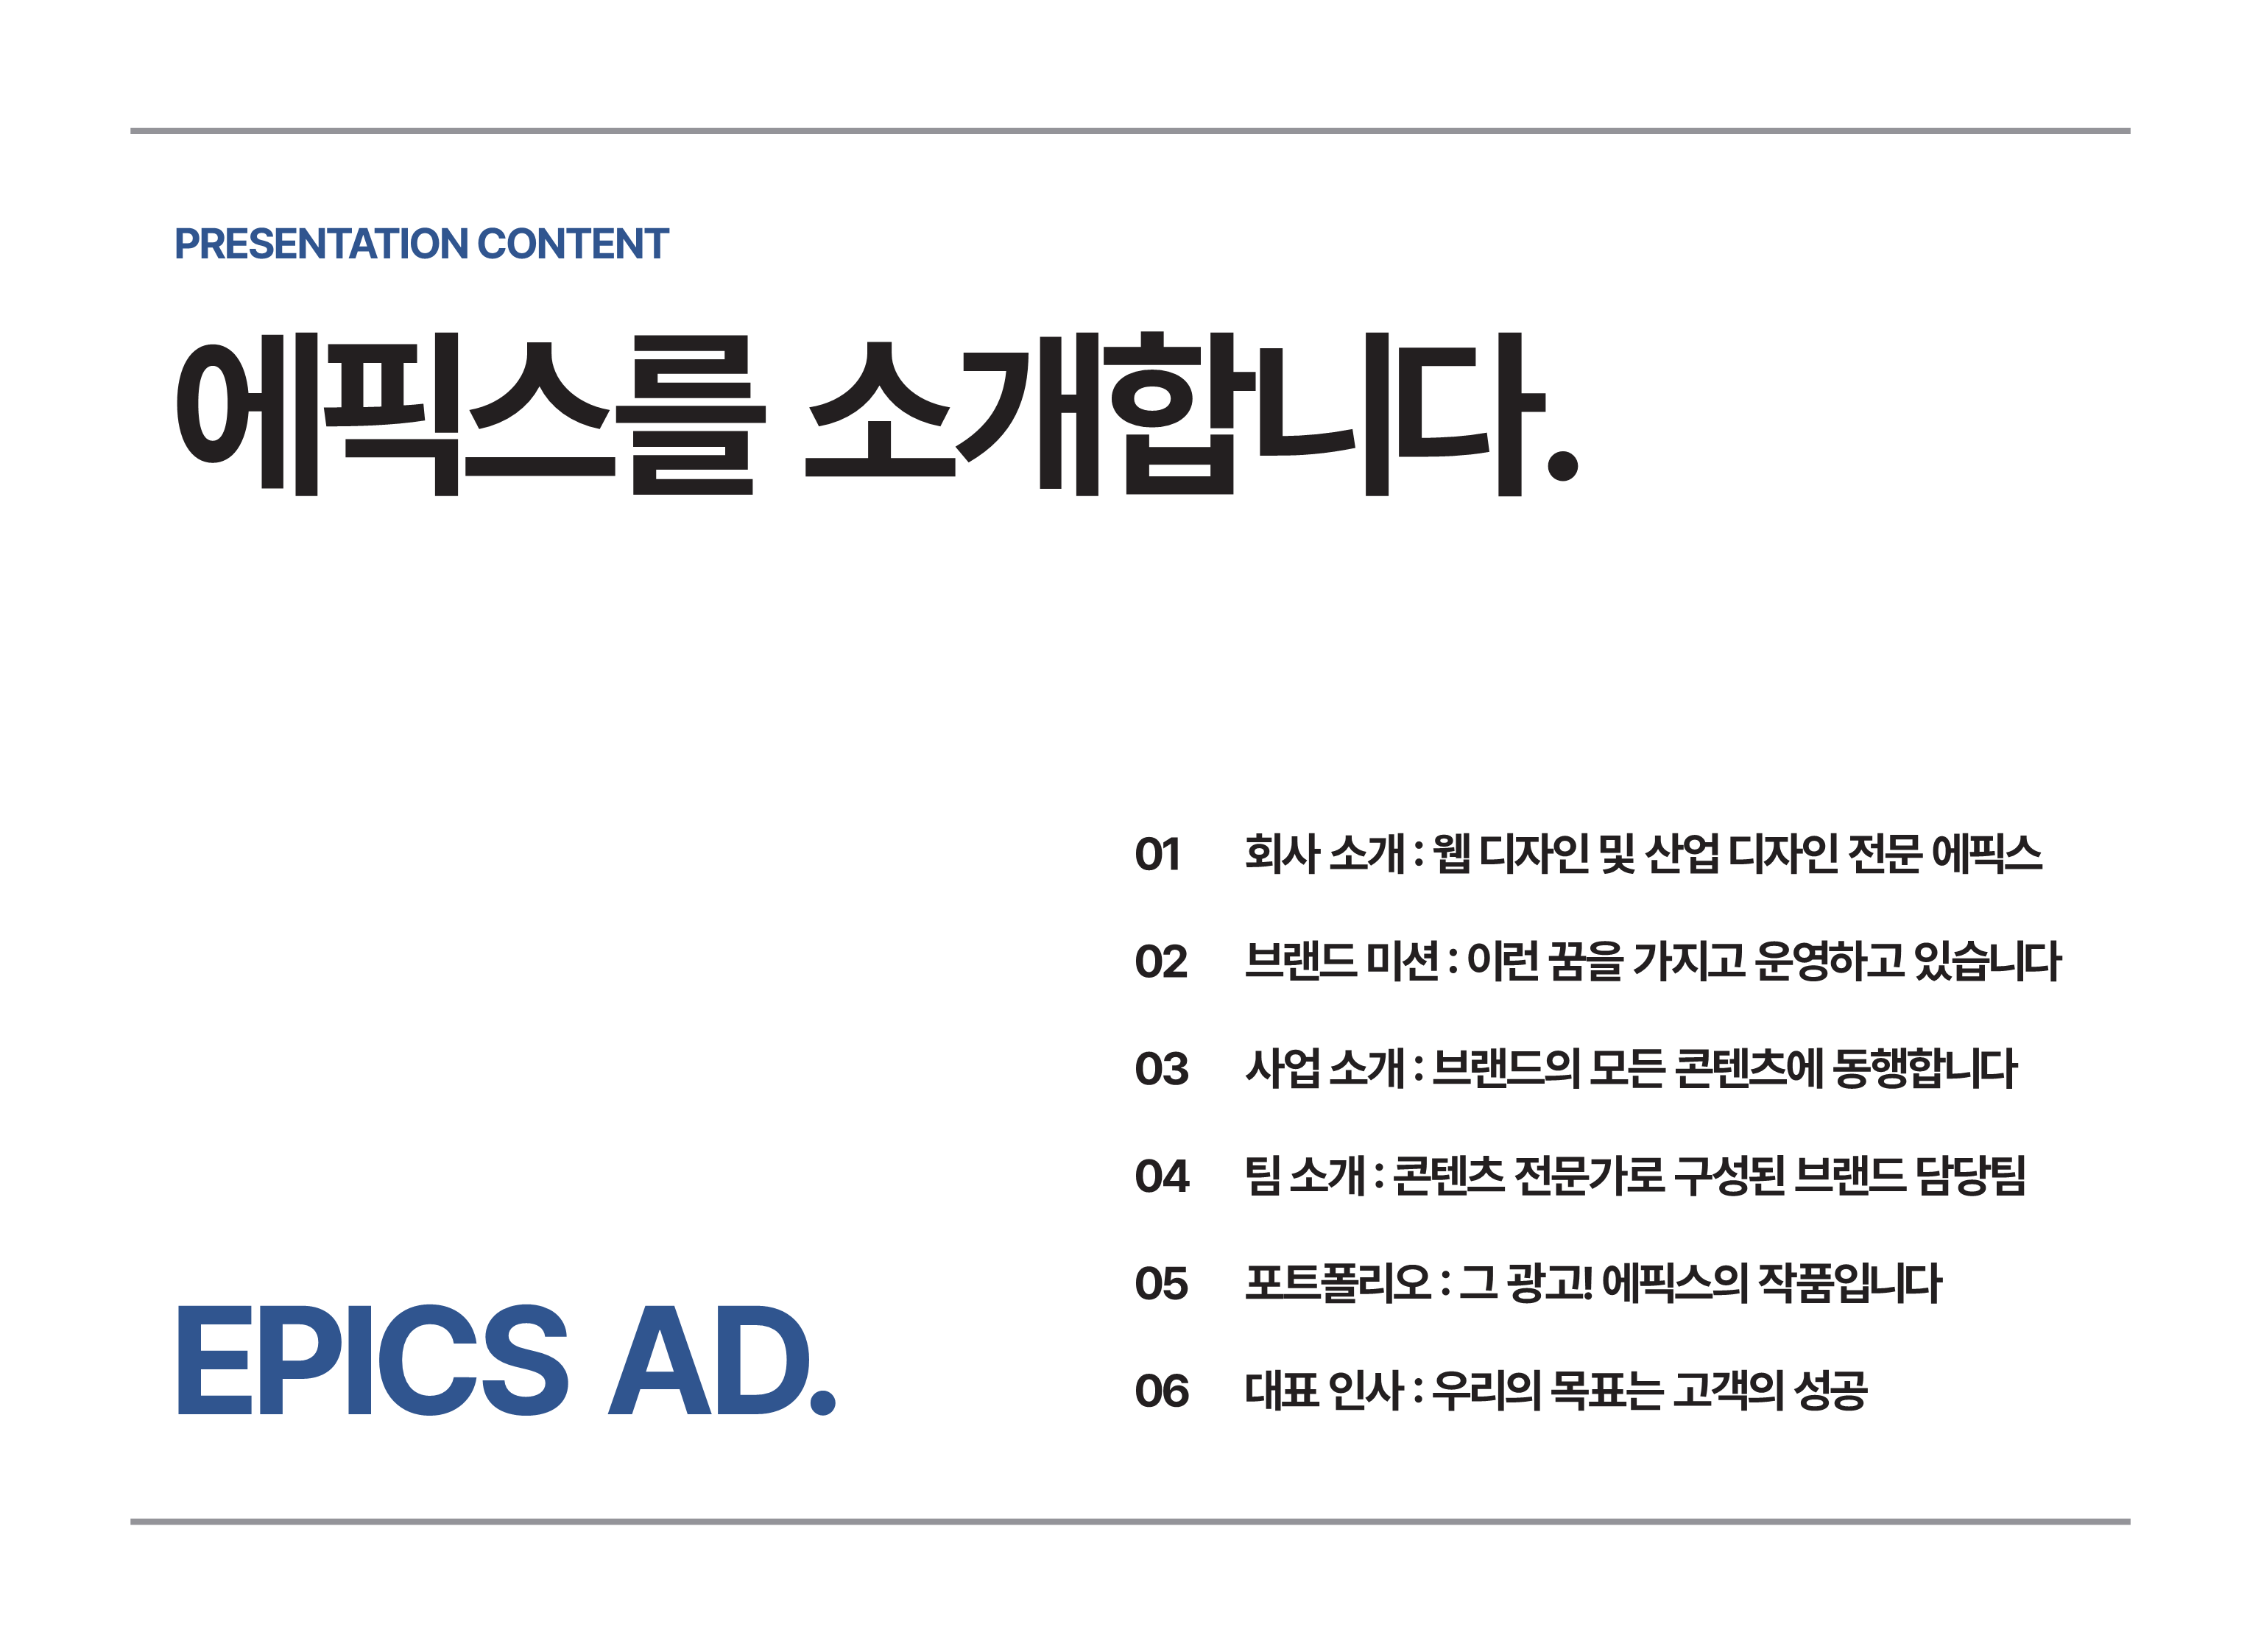 PRESENTATION CONTENT
에픽스를 소개합니다.
01 회사 소개 : 웹 디자인 및 산업 디자인 전문 에픽스
02 브랜드 미션 : 이런 꿈을 가지고 운영하고 있습니다
03 사업 소개 : 브랜드의 모든 콘텐츠에 동행합니다
04 팀 소개 : 콘텐츠 전문가로 구성된 브랜드 담당팀
05 포트폴리오 : 그 광고! 에픽스의 작품입니다
06 대표 인사 : 우리의 목표는 고객의 성공
EPICS AD.